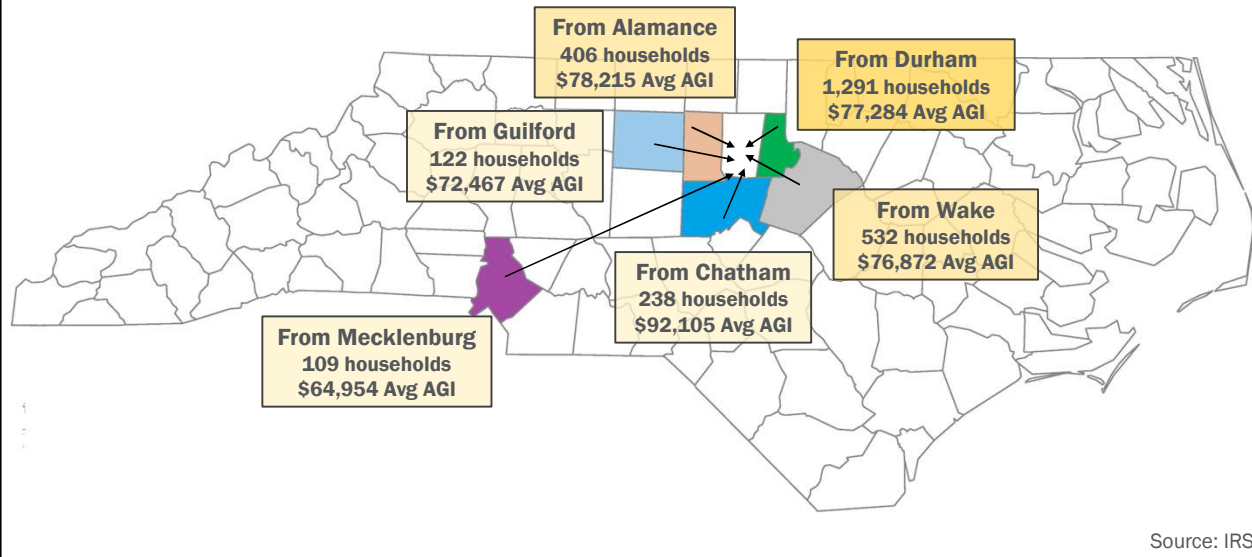 From Alamance
406 households
$78,215 Avg AGI
From Durham
1,291 households
$77,284 Avg AGI
From Guilford
122 households
$72,467 Avg AGI
From Wake
532 households
$76,872 Avg AGI
From Chatham
238 households
$92,105 Avg AGI
From Mecklenburg
109 households
$64,954 Avg AGI
Source: IRS